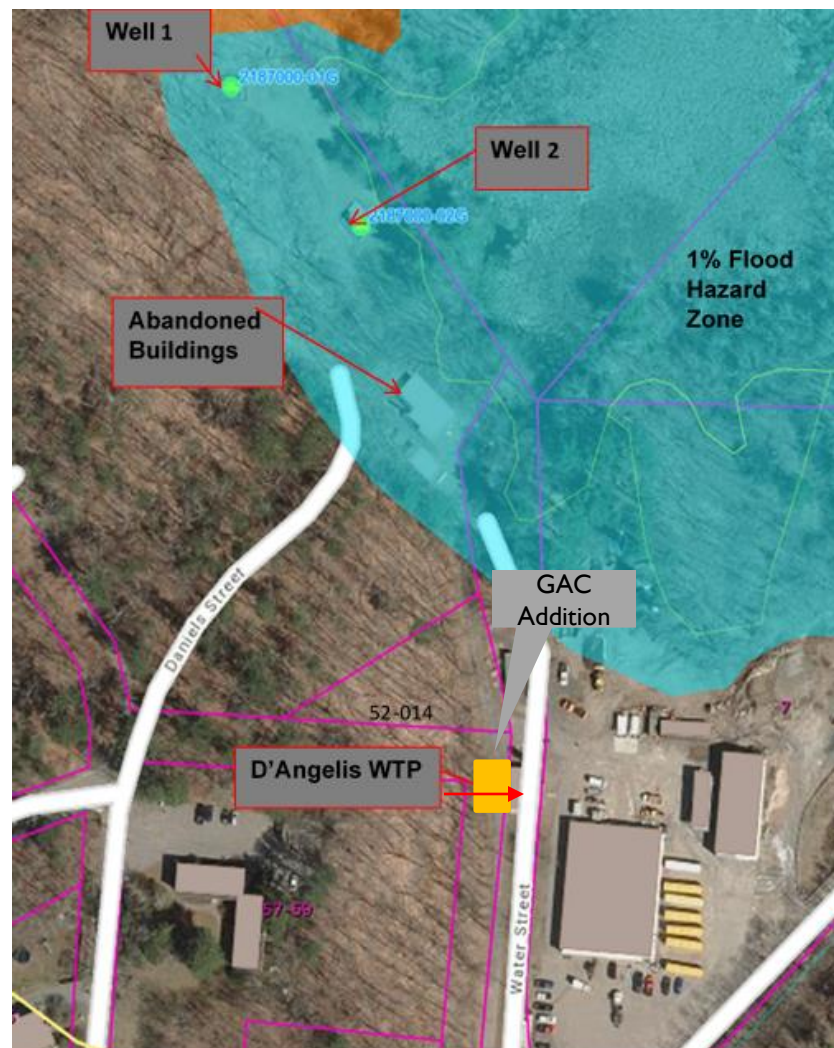 Well 1
2187000-01G
Well 2
2187000-02G
1% Flood
Hazard
Zone
Abandoned
Buildings
GAC
Addition
Daniels Street
52-014
7
D'Angelis WTP
57-59
Water Street